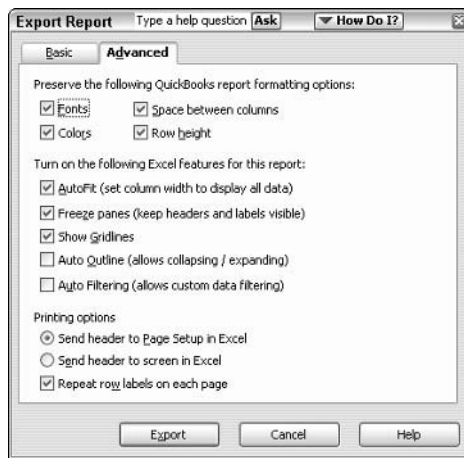 Export Report Type a help question Ask How Do I?
Basic Advanced
Preserve the following QuickBooks report formatting options:
Fonts Space between columns
Colors Row height
Turn on the following Excel features for this report:
AutoFit (set column width to display all data)
Freeze panes (keep headers and labels visible)
Show Gridlines
Auto Outline (allows collapsing / expanding)
Auto Filtering (allows custom data filtering)
Printing options
Send header to Page Setup in Excel
Send header to screen in Excel
Repeat row labels on each page
Export Cancel Help